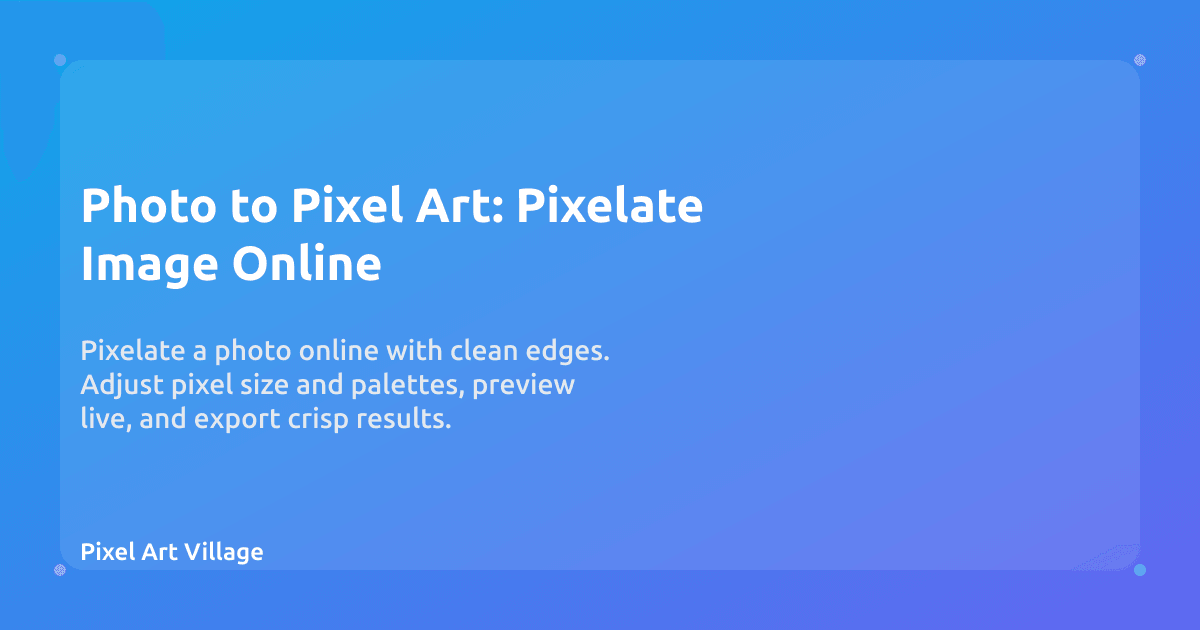 Photo to Pixel Art: Pixelate
Image Online
Pixelate a photo online with clean edges.
Adjust pixel size and palettes, preview
live, and export crisp results.
Pixel Art Village